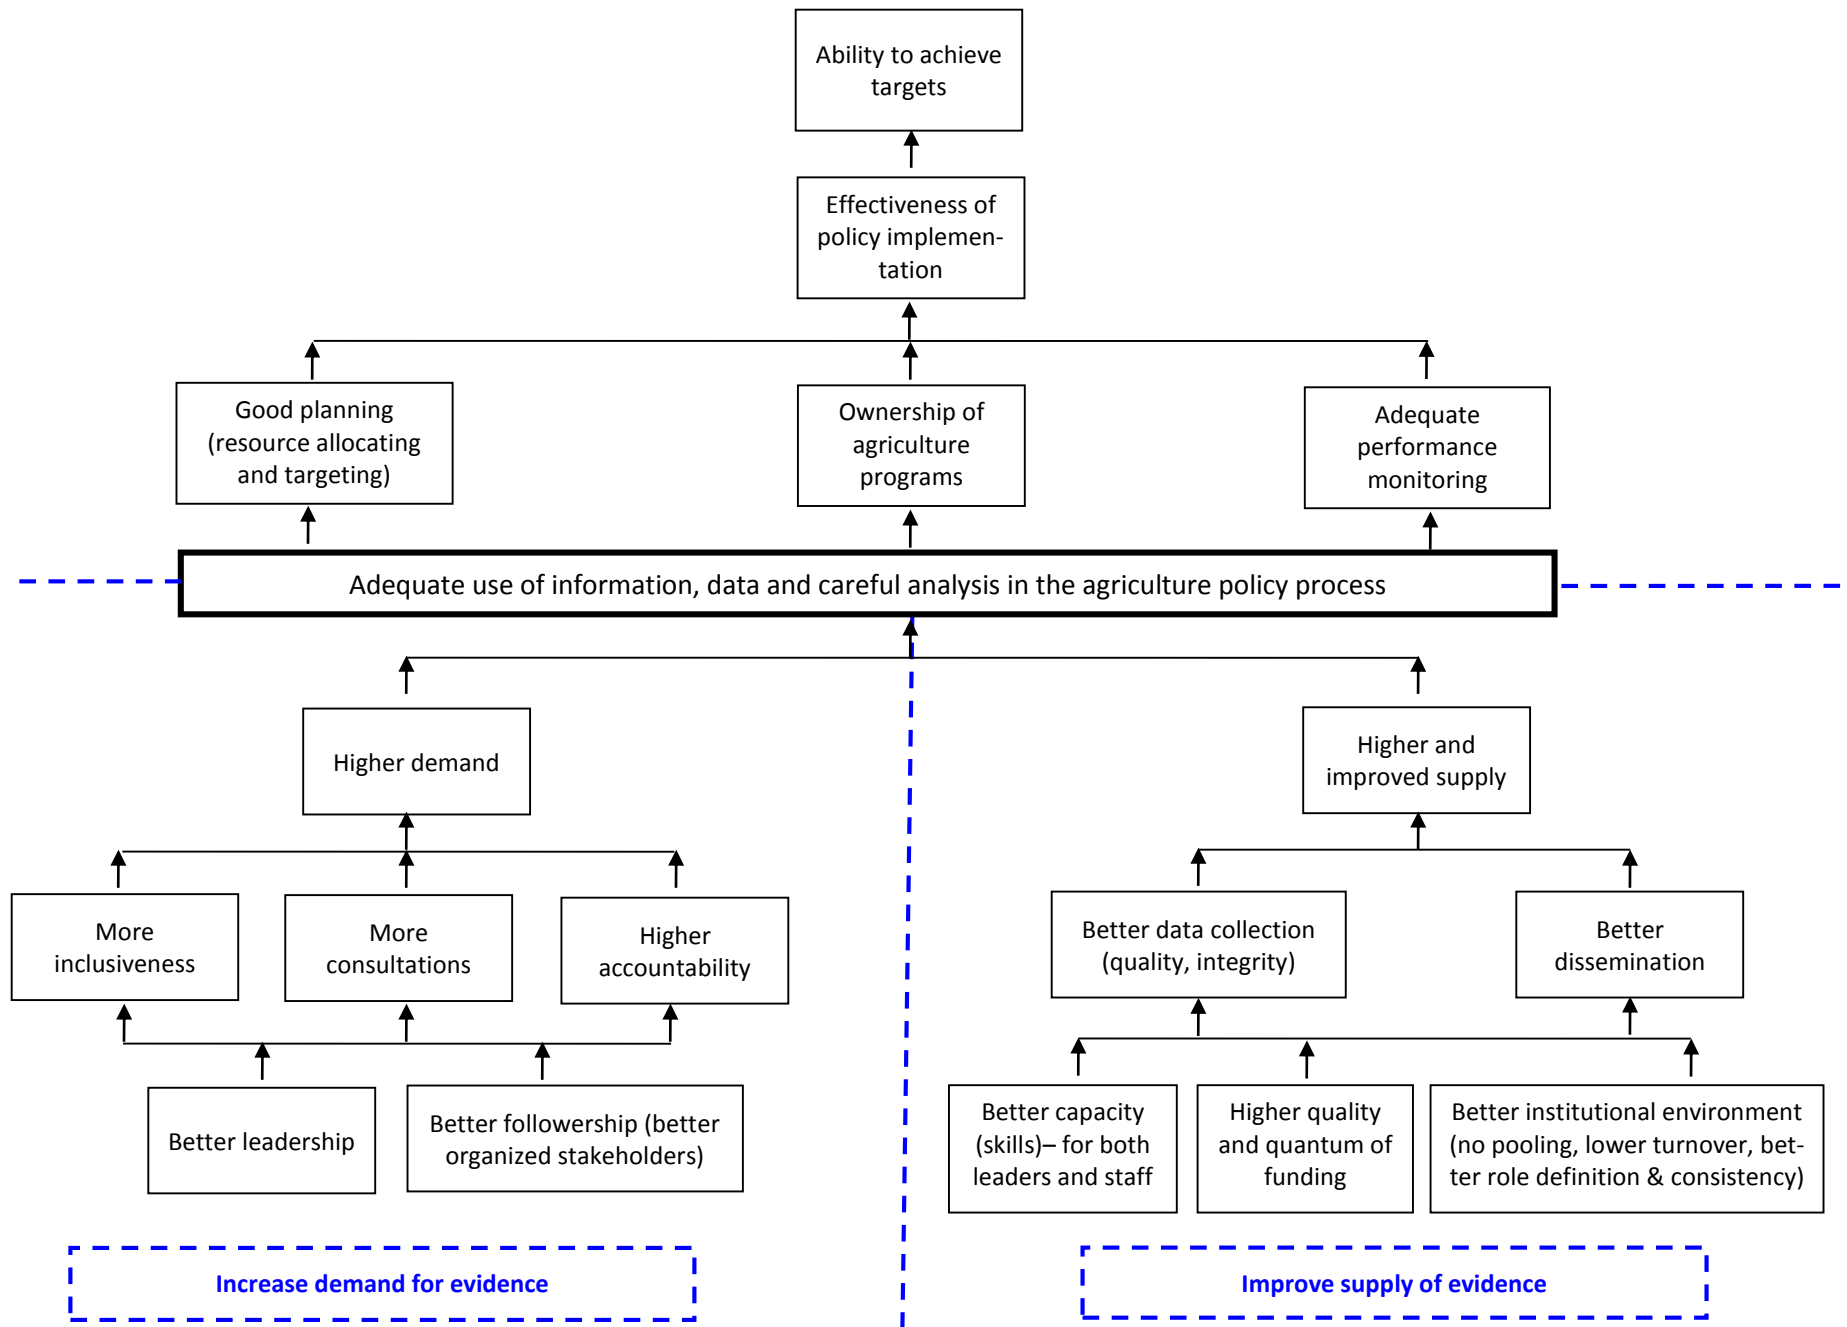 Ability to achieve
targets
Effectiveness of
policy implemen-
tation
Good planning
(resource allocating
and targeting)
Ownership of
agriculture
programs
Adequate
performance
monitoring
Adequate use of information, data and careful analysis in the agriculture policy process
Higher demand
Higher and
improved supply
More
inclusiveness
More
consultations
Higher
accountability
Better data collection
(quality, integrity)
Better
dissemination
Better leadership
Better followership (better
organized stakeholders)
Better capacity
(skills)– for both
leaders and staff
Higher quality
and quantum of
funding
Better institutional environment
(no pooling, lower turnover, bet-
ter role definition & consistency)
Increase demand for evidence
Improve supply of evidence